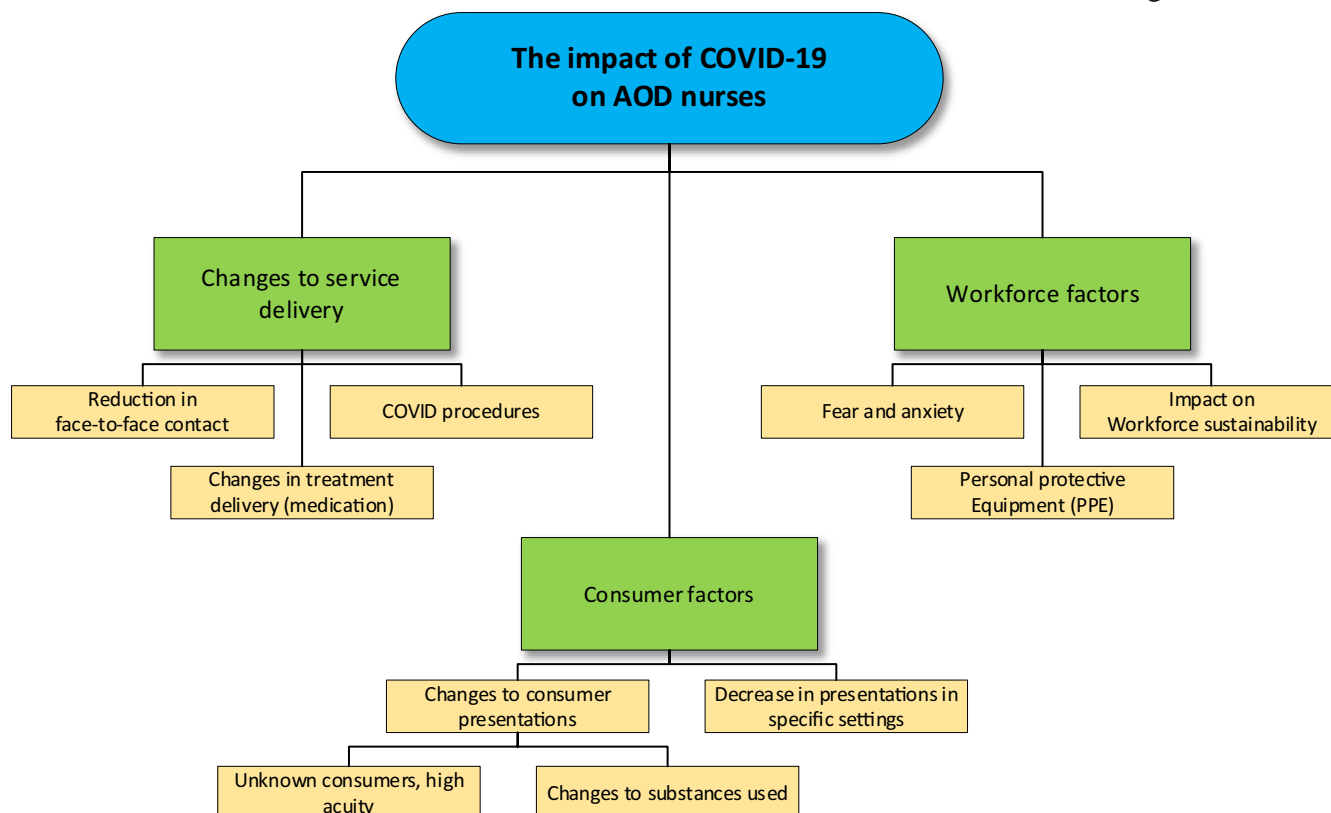 The impact of COVID-19
on AOD nurses
Changes to service
delivery
Workforce factors
Reduction in
face-to-face contact
COVID procedures
Fear and anxiety
Impact on
Workforce sustainability
Changes in treatment
delivery (medication)
Personal protective
Equipment (PPE)
Consumer factors
Changes to consumer
presentations
Decrease in presentations in
specific settings
Unknown consumers, high
acuity
Changes to substances used